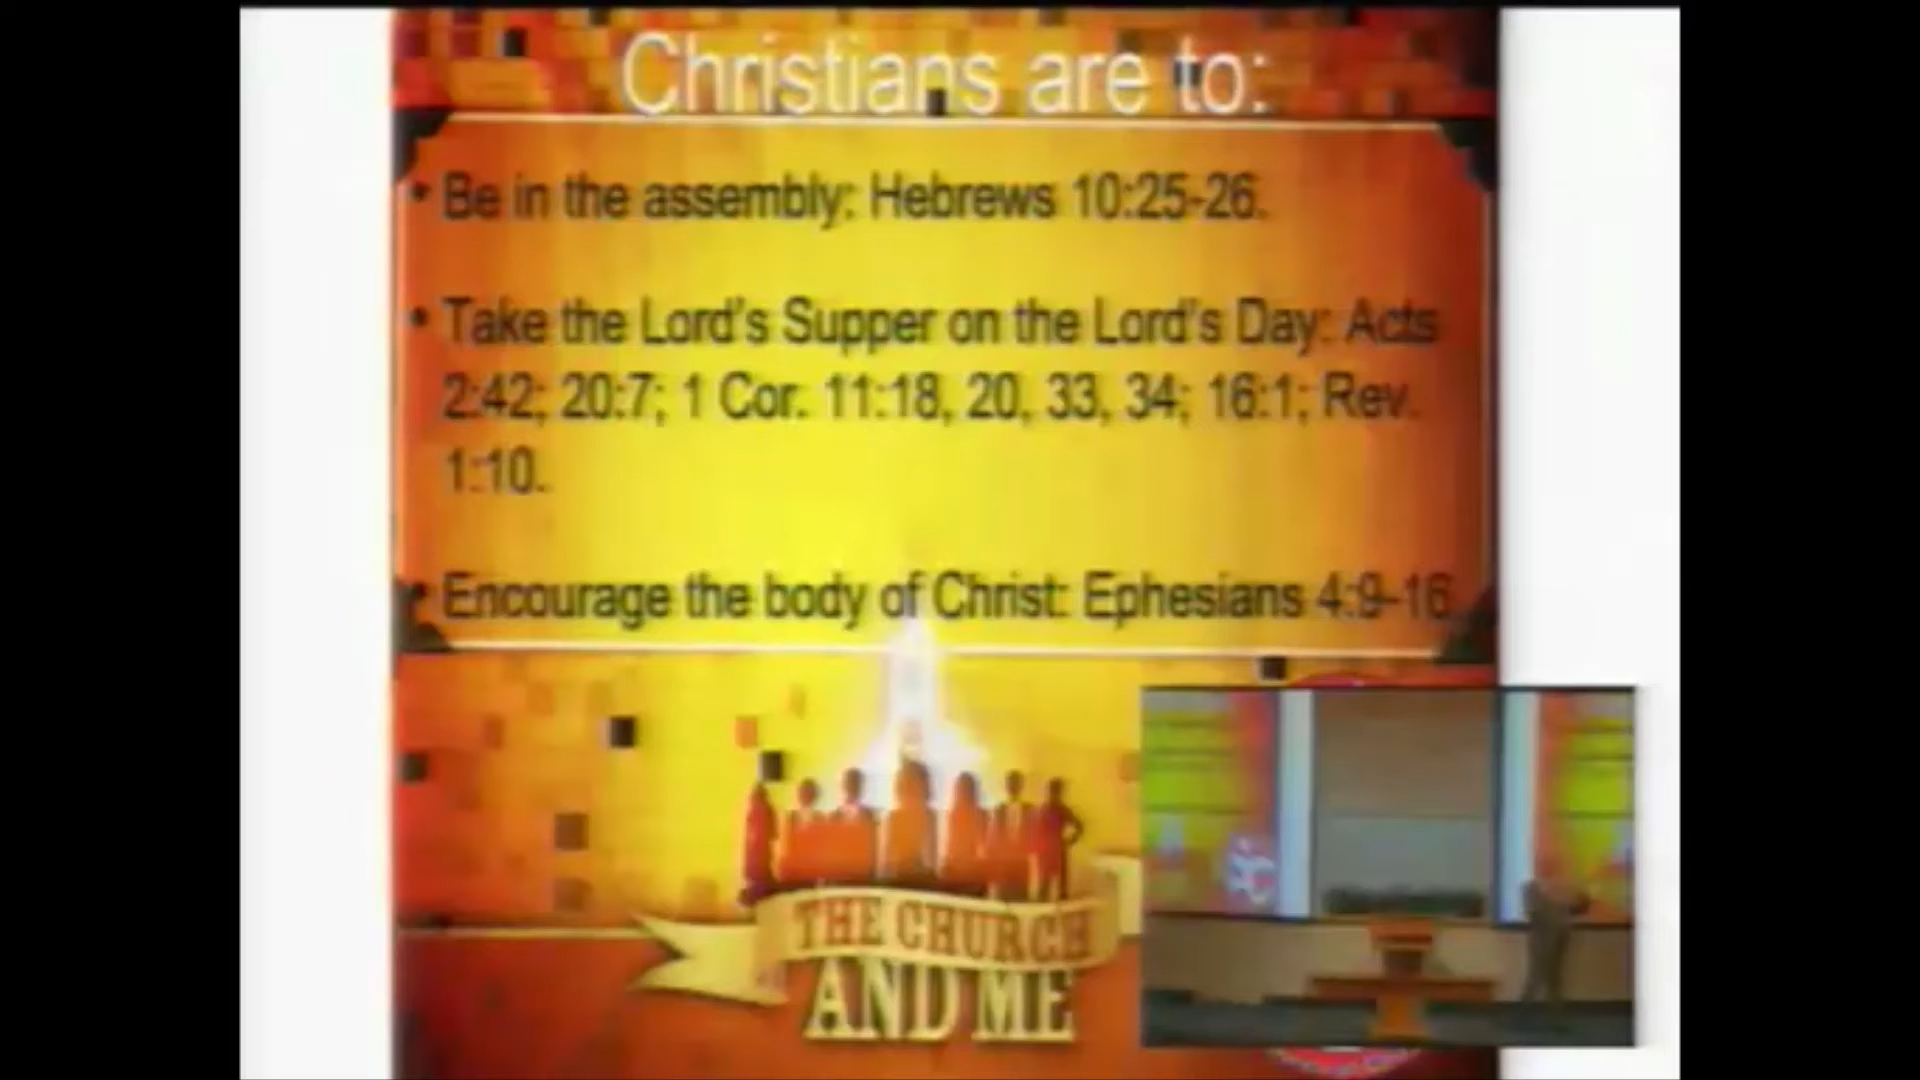 Christians are to:
• Be in the assembly: Hebrews 10:25-26.
• Take the Lord's Supper on the Lord's Day: Acts
2:42; 20:7; 1 Cor. 11:18, 20, 33, 34; 16:1; Rev.
1:10.
• Encourage the body of Christ: Ephesians 4:9-16.
THE CHURCH
AND ME